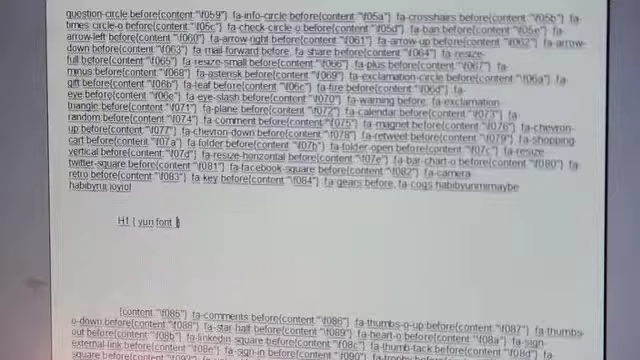 question-circle before{content "\f059"} fa-info-circle before{content "\f05a"} fa-crosshairs before{content "\f05b"} fa-
times circle-o before{content "\f05c"} fa-check circle-o before{content "\f05d"} fa-ban before{content "\f05e"} fa-
arrow-left before{content "\f060"} fa-arrow right before{content "\f061"} fa-arrow-up before{content "\f062"} fa-arrow-
down before{content "\f063"} fa-mail-forward before, fa-share before{content "\f064"} fa-resize-
full before{content "\f065"} fa resize-small before{content "\f066"} fa-plus before{content "\f067"} fa-
minus before{content "\f068"} fa-asterisk before{content "\f069"} fa-exclamation-circle before{content "\f06a"} fa-
gift before{content "\f06b"} fa-leaf before{content "\f06c"} fa-fire before{content "\f06d"} fa-
eye before{content "\f06e"} fa eye-slash before{content "\f070"} fa-warning before, fa-exclamation
triangle before{content "\f071"} fa-plane before{content "\f072"} fa-calendar before{content "\f073"} fa
random before{content "\f074"} fa-comment before{content "\f075"} fa-magnet before{content "\f076"} fa-chevron-
up before{content "\f077"} fa-chevron-down before{content "\f078"} fa-retweet before{content "\f079"} fa-shopping
cart before{content "\f07a"} fa folder before{content "\f07b"} fa-folder-open before{content "\f07c"} fa-resize
vertical before{content "\f07d"} fa-resize-horizontal before{content "\f07e"} fa-bar-chart-o before{content "\f080"} fa
twitter-square before{content "\f081"} fa-facebook-square before{content "\f082"} fa-camera
retro before{content "\f083"} fa key before{content "\f084"} fa-gears before, fa-cogs
H1 { yuri font }
{content "\f085"} fa-comments before{content "\f086"} fa-thumbs-o-up before{content "\f087"} fa-thumbs
o-down before{content "\f088"} fa-star half before{content "\f089"} fa-heart-o before{content "\f08a"} fa-sign-
out before{content "\f08b"} fa-linkedin square before{content "\f08c"} fa-thumb tack before{content "\f08d"} fa-
external-link before{content "\f08e"} fa-sign-in before{content "\f090"} fa-trophy before{content